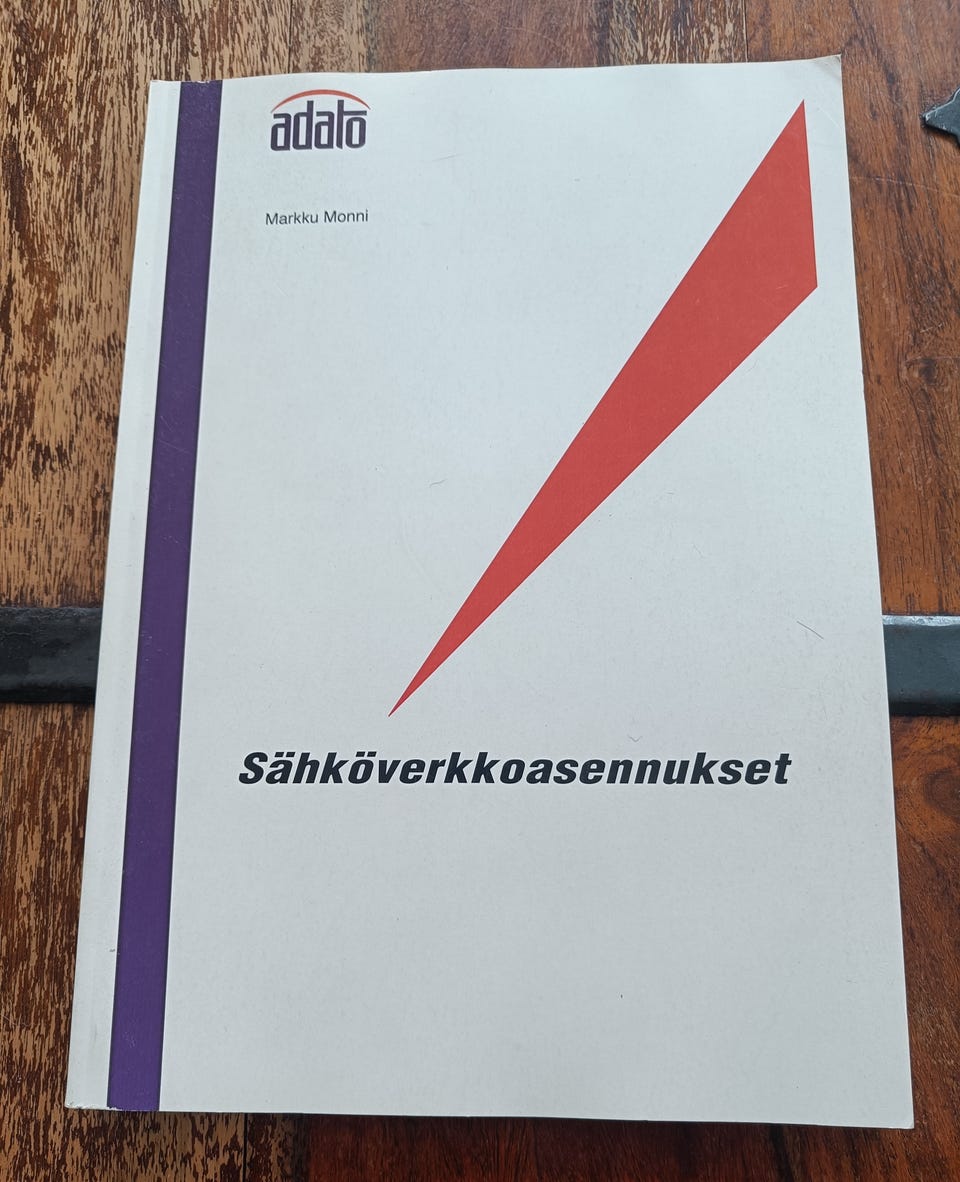 adato
Markku Monni
Sähköverkkoasennukset